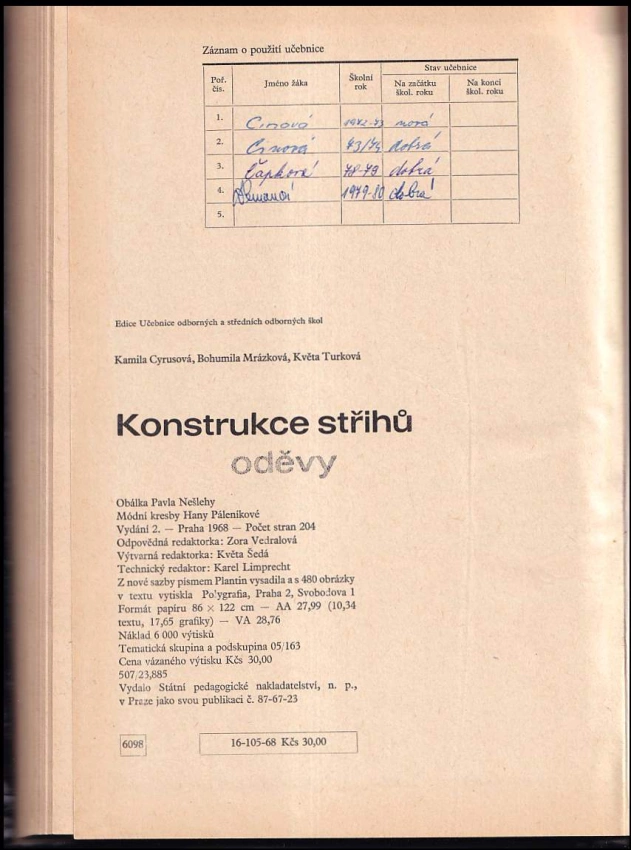 Záznam o použití učebnice
Poř. čís.
Jméno žáka
Školní rok
Stav učebnice
Na začátku škol. roku
Na konci škol. roku
1. Cinová 1972-73 nová
2. Cinová 73/74 dobrá
3. Čapková 78-79 dobrá
4. 1979-80 dobrá
5.
Edice Učebnice odborných a středních odborných škol
Kamila Cyrusová, Bohumila Mrázková, Květa Turková
Konstrukce střihů
oděvy
Obálka Pavla Nešlehy
Módní kresby Hany Páleníkové
Vydání 2. — Praha 1968 — Počet stran 204
Odpovědná redaktorka: Zora Vedralová
Výtvarná redaktorka: Květa Šedá
Technický redaktor: Karel Limprecht
Z nové sazby písmem Plantin vysadila a s 480 obrázky
v textu vytiskla Polygrafia, Praha 2, Svobodova 1
Formát papíru 86 × 122 cm — AA 27,99 (10,34
textu, 17,65 grafiky) — VA 28,76
Náklad 6 000 výtisků
Tematická skupina a podskupina 05/163
Cena vázaného výtisku Kčs 30,00
507/23,885
Vydalo Státní pedagogické nakladatelství, n. p.,
v Praze jako svou publikaci č. 87-67-23
6098
16-105-68 Kčs 30,00